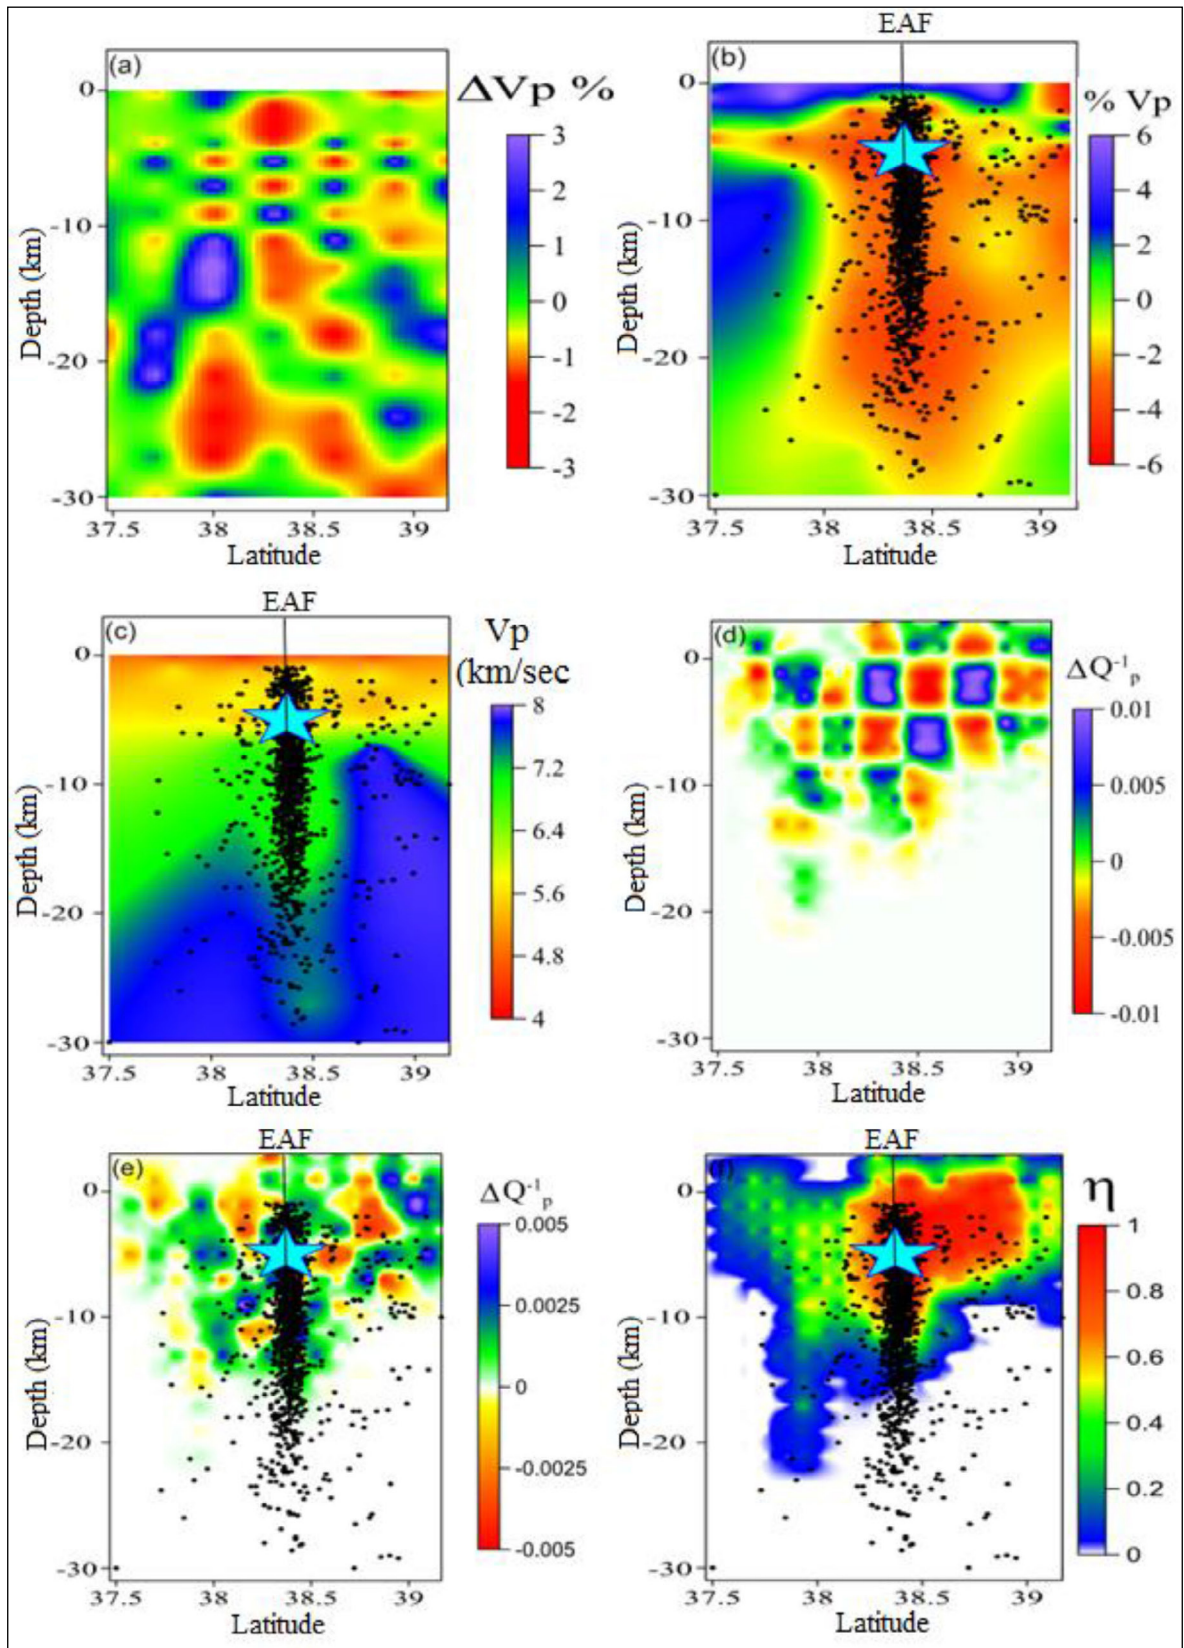 EAF
(a)
ΔVp %
0
-10
-20
-30
Depth (km)
3
2
1
0
-1
-2
-3
37.5 38 38.5 39
Latitude
(b)
% Vp
0
-10
-20
-30
Depth (km)
6
4
2
0
-2
-4
-6
37.5 38 38.5 39
Latitude
EAF
(c)
Vp
(km/sec
0
-10
-20
-30
Depth (km)
8
7.2
6.4
5.6
4.8
4
37.5 38 38.5 39
Latitude
(d)
ΔQ⁻¹p
0
-10
-20
-30
Depth (km)
0.01
0.005
0
-0.005
-0.01
37.5 38 38.5 39
Latitude
EAF
(e)
ΔQ⁻¹p
0
-10
-20
-30
Depth (km)
0.005
0.0025
0
-0.0025
-0.005
37.5 38 38.5 39
Latitude
EAF
(f)
η
0
-10
-20
-30
Depth (km)
1
0.8
0.6
0.4
0.2
0
37.5 38 38.5 39
Latitude